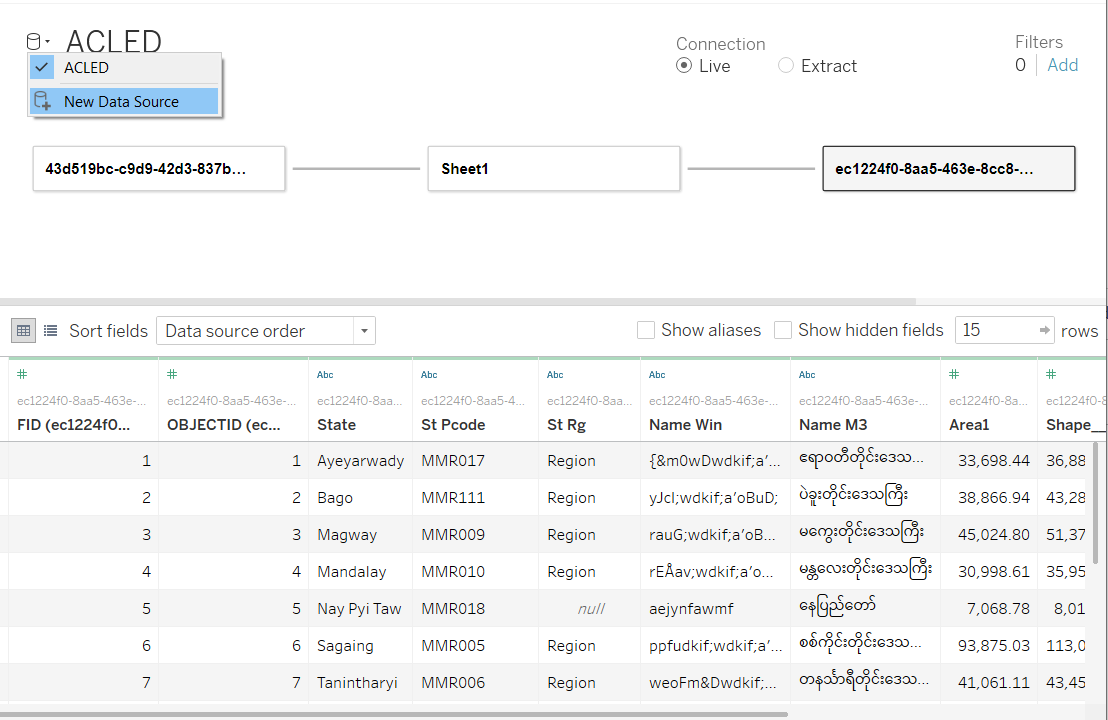 ACLED
Connection
Filters
ACLED
Live
Extract
0
Add
New Data Source
43d519bc-c9d9-42d3-837b...
Sheet1
ec1224f0-8aa5-463e-8cc8-...
Sort fields
Data source order
Show aliases
Show hidden fields
15
rows
# # Abc Abc Abc Abc Abc # #
ec1224f0-8aa5-463e-... ec1224f0-8aa5-463e-... ec1224f0-8aa... ec1224f0-8aa5-4... ec1224f0-8aa... ec1224f0-8aa5-463e-... ec1224f0-8aa5-463e-... ec1224f0-8a... ec1224f0-8
FID (ec1224f0... OBJECTID (ec... State St Pcode St Rg Name Win Name M3 Area1 Shape__
1 1 Ayeyarwady MMR017 Region {&m0wDwdkif;a'... ဧရာဝတီတိုင်းဒေသ... 33,698.44 36,88
2 2 Bago MMR111 Region yJcl;wdkif;a'oBuD; ပဲခူးတိုင်းဒေသကြီး 38,866.94 43,28
3 3 Magway MMR009 Region rauG;wdkif;a'oB... မကွေးတိုင်းဒေသကြီး 45,024.80 51,37
4 4 Mandalay MMR010 Region rEÅav;wdkif;a'o... မန္တလေးတိုင်းဒေသကြီး 30,998.61 35,95
5 5 Nay Pyi Taw MMR018 null aejynfawmf နေပြည်တော် 7,068.78 8,01
6 6 Sagaing MMR005 Region ppfudkif;wdkif;a'... စစ်ကိုင်းတိုင်းဒေသ... 93,875.03 113,0
7 7 Tanintharyi MMR006 Region weoFm&Dwdkif;... တနင်္သာရီတိုင်းဒေသ... 41,061.11 43,45